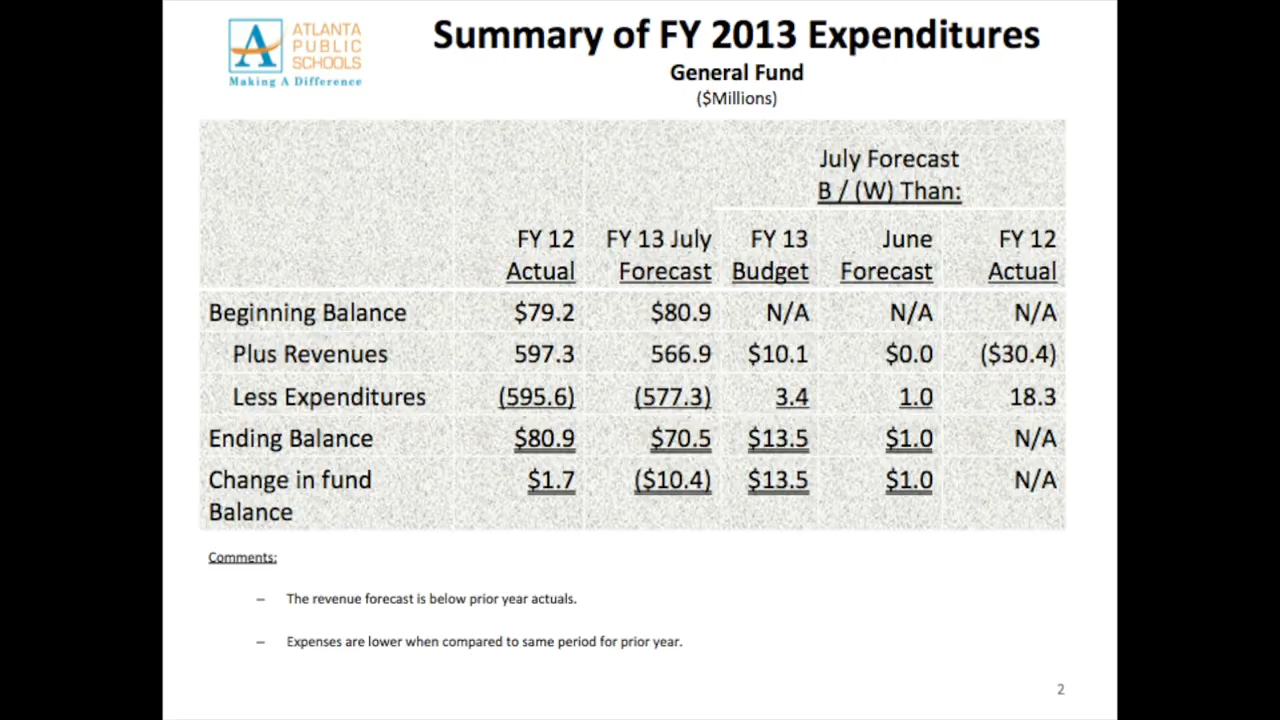 ATLANTA
PUBLIC
SCHOOLS
Making A Difference
Summary of FY 2013 Expenditures
General Fund
($Millions)
July Forecast
B / (W) Than:
FY 12 FY 13 July FY 13 June FY 12
Actual Forecast Budget Forecast Actual
Beginning Balance $79.2 $80.9 N/A N/A N/A
Plus Revenues 597.3 566.9 $10.1 $0.0 ($30.4)
Less Expenditures (595.6) (577.3) 3.4 1.0 18.3
Ending Balance $80.9 $70.5 $13.5 $1.0 N/A
Change in fund $1.7 ($10.4) $13.5 $1.0 N/A
Balance
Comments:
– The revenue forecast is below prior year actuals.
– Expenses are lower when compared to same period for prior year.
2